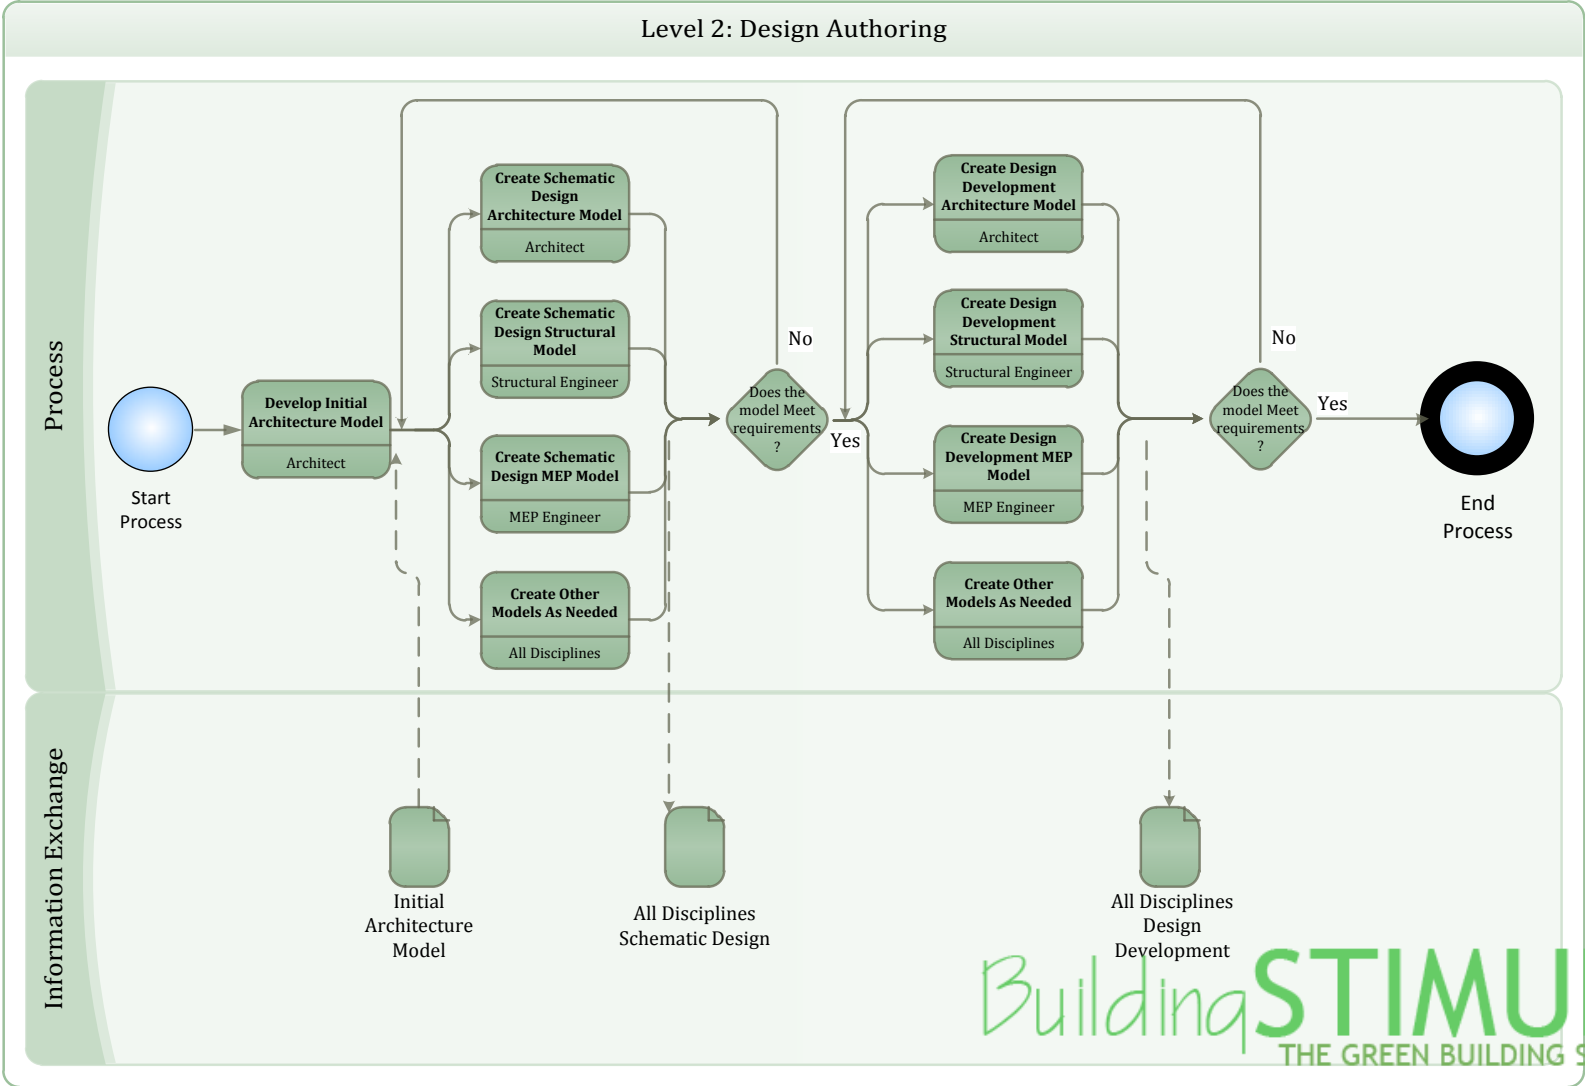 Level 2: Design Authoring
Process
Start
Process
Develop Initial
Architecture Model
Architect
Create Schematic
Design
Architecture Model
Architect
Create Schematic
Design Structural
Model
Structural Engineer
Create Schematic
Design MEP Model
MEP Engineer
Create Other
Models As Needed
All Disciplines
No
Does the
model Meet
requirements
?
Yes
Create Design
Development
Architecture Model
Architect
Create Design
Development
Structural Model
Structural Engineer
Create Design
Development MEP
Model
MEP Engineer
Create Other
Models As Needed
All Disciplines
No
Does the
model Meet
requirements
?
Yes
End
Process
Information Exchange
Initial
Architecture
Model
All Disciplines
Schematic Design
All Disciplines
Design
Development
BuildingSTIMU
THE GREEN BUILDING S